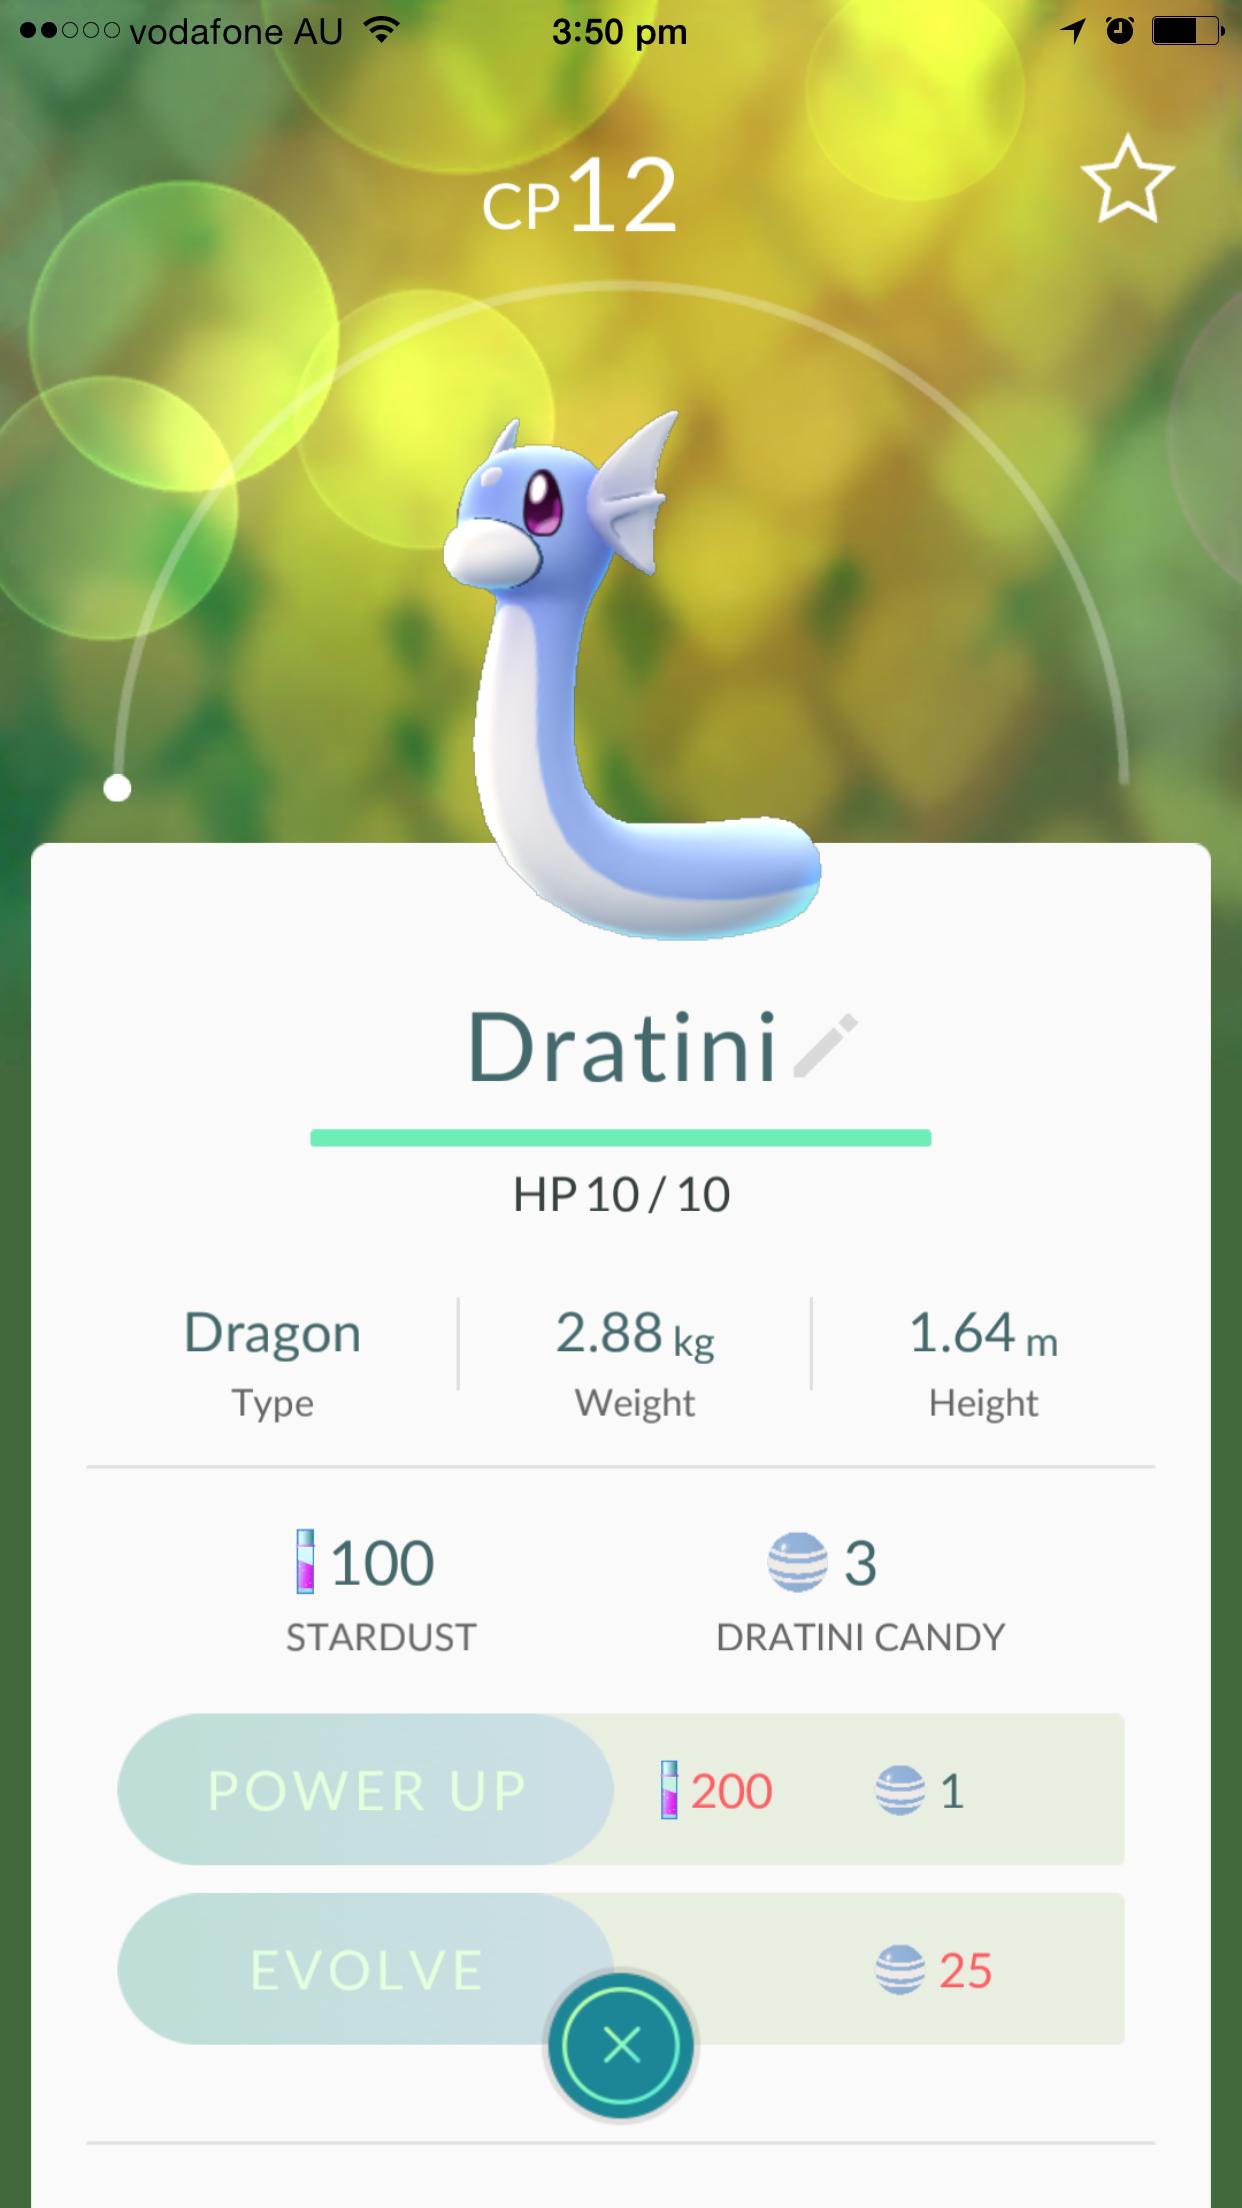 vodafone AU 3:50 pm
CP12
Dratini
HP 10 / 10
Dragon 2.88 kg 1.64 m
Type Weight Height
100 3
STARDUST DRATINI CANDY
POWER UP 200 1
EVOLVE 25